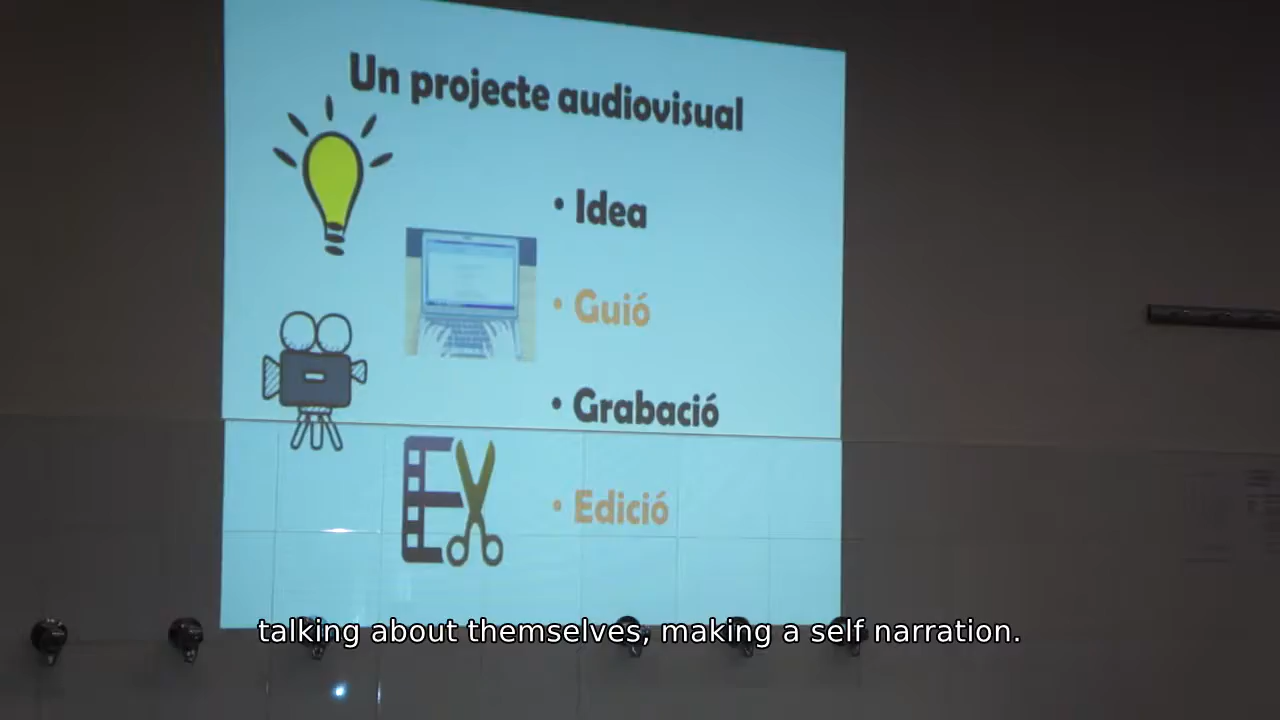 Un projecte audiovisual
• Idea
• Guió
• Grabació
• Edició
talking about themselves, making a self narration.